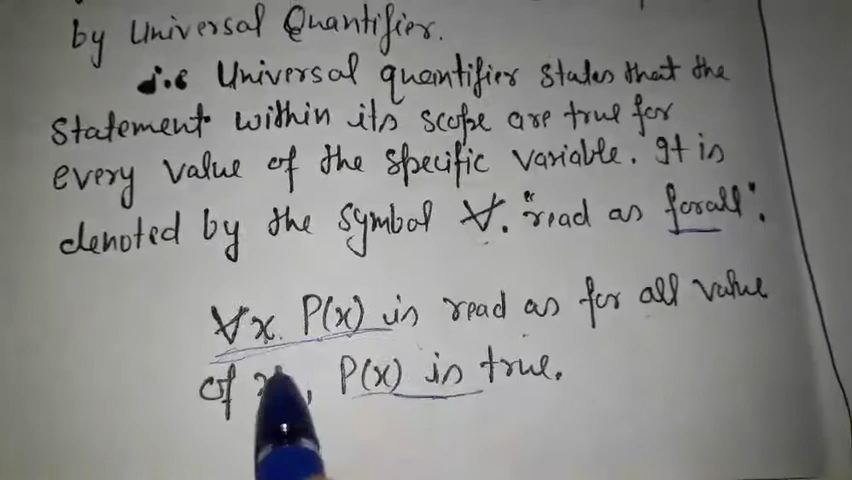 by Universal Quantifier.
i.e Universal quantifier states that the
statement within its scope are true for
every value of the specific variable. It is
denoted by the symbol ∀. "read as forall".
∀x P(x) is read as for all value
of x, P(x) is true.